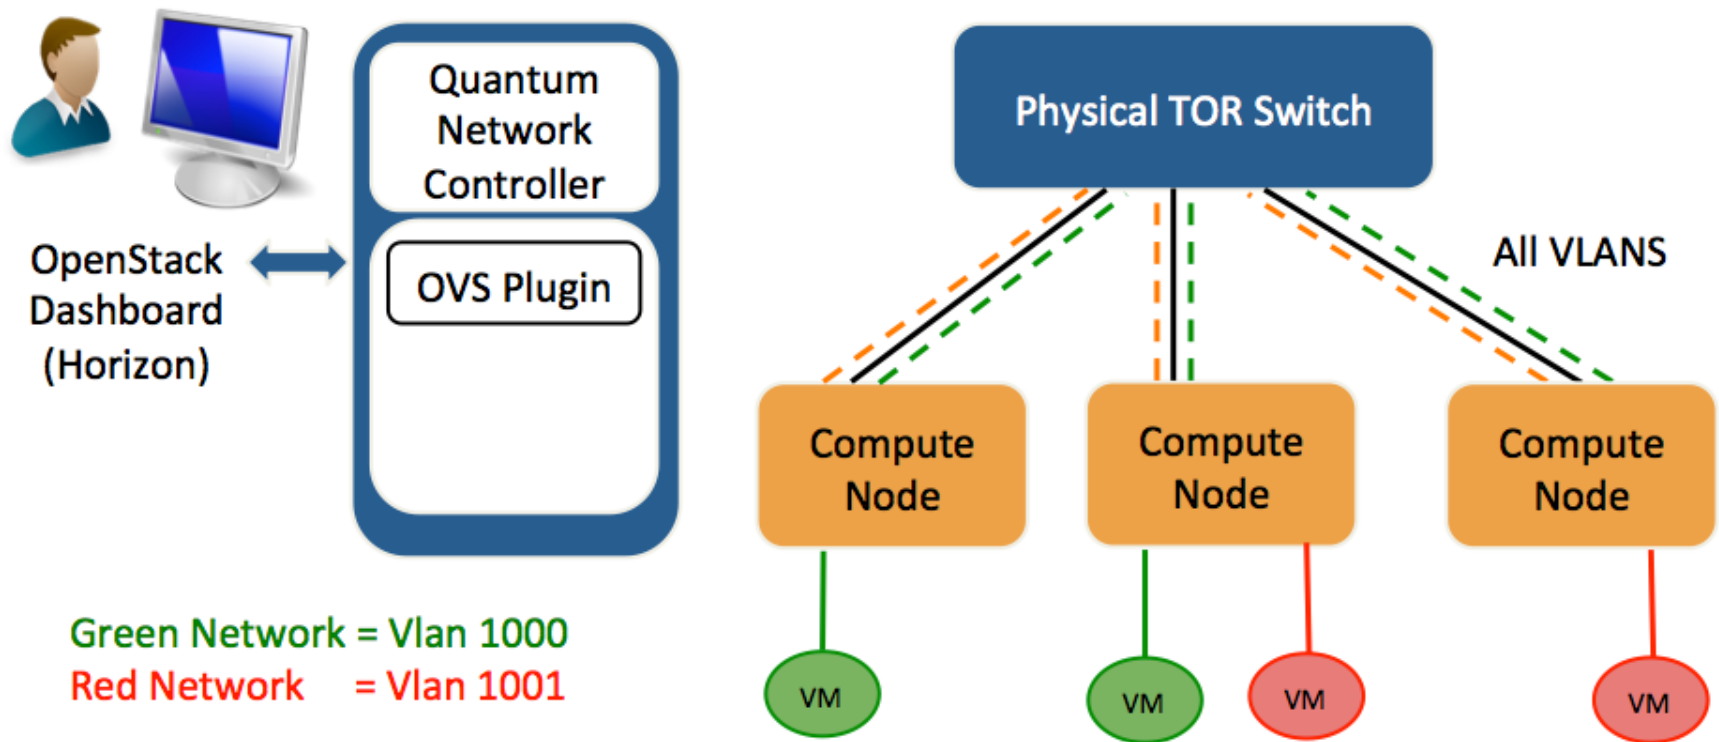 Quantum
Network
Controller
OVS Plugin
OpenStack
Dashboard
(Horizon)
Green Network = Vlan 1000
Red Network = Vlan 1001
Physical TOR Switch
All VLANS
Compute
Node
Compute
Node
Compute
Node
VM
VM
VM
VM